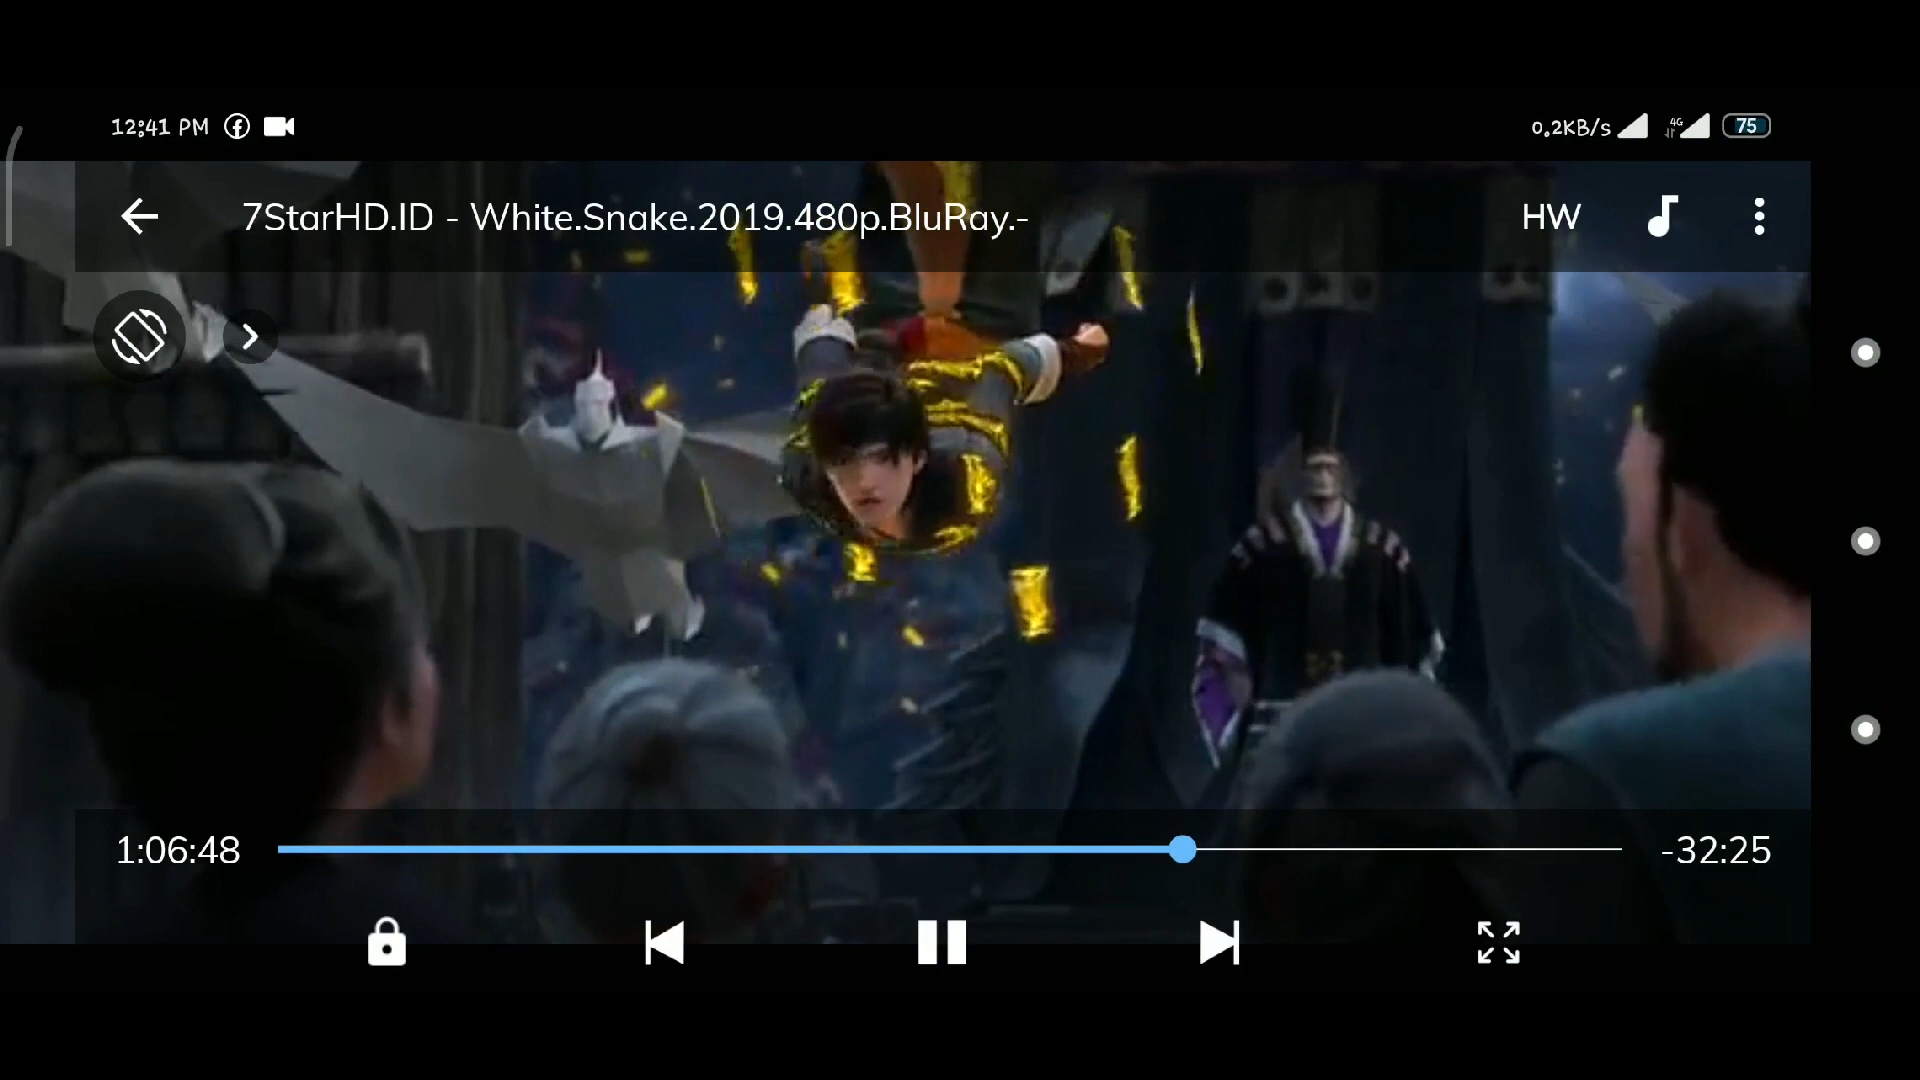 12:41 PM
0.2KB/s 4G 75
7StarHD.ID - White.Snake.2019.480p.BluRay.-
HW
1:06:48
-32:25